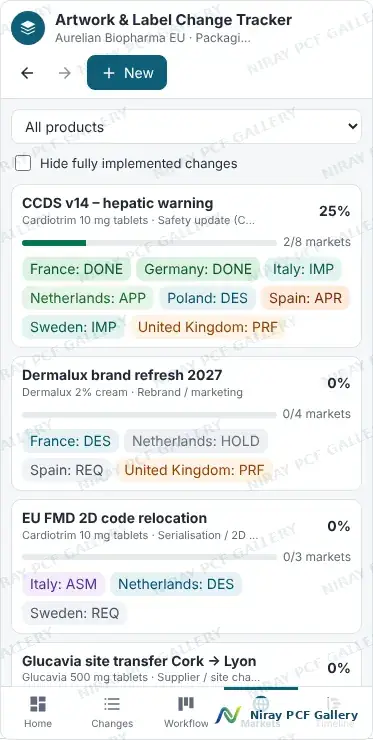 Artwork & Label Change Tracker
Aurelian Biopharma EU · Packagi...
+ New
All products
Hide fully implemented changes
CCDS v14 – hepatic warning
25%
Cardiotrim 10 mg tablets · Safety update (C...
2/8 markets
France: DONE Germany: DONE Italy: IMP
Netherlands: APP Poland: DES Spain: APR
Sweden: IMP United Kingdom: PRF
Dermalux brand refresh 2027
0%
Dermalux 2% cream · Rebrand / marketing
0/4 markets
France: DES Netherlands: HOLD
Spain: REQ United Kingdom: PRF
EU FMD 2D code relocation
0%
Cardiotrim 10 mg tablets · Serialisation / 2D ...
0/3 markets
Italy: ASM Netherlands: DES
Sweden: REQ
Glucavia site transfer Cork → Lyon
0%
Glucavia 500 mg tablets · Supplier / site cha...
Home Changes Workflow Markets Timeline
Niray PCF Gallery
NIRAY PCF GALLERY